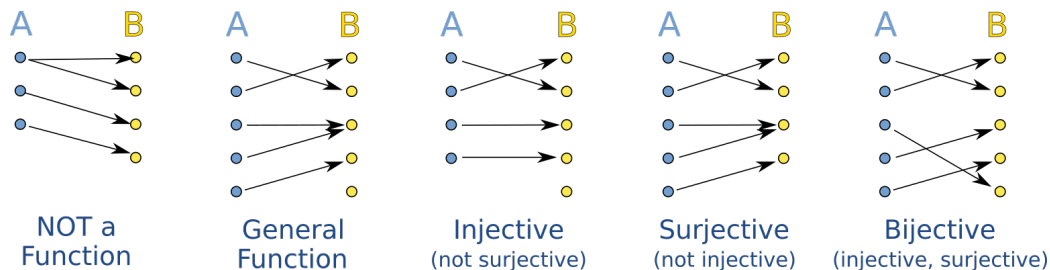 A B A B A B A B A B
NOT a
Function
General
Function
Injective
(not surjective)
Surjective
(not injective)
Bijective
(injective, surjective)